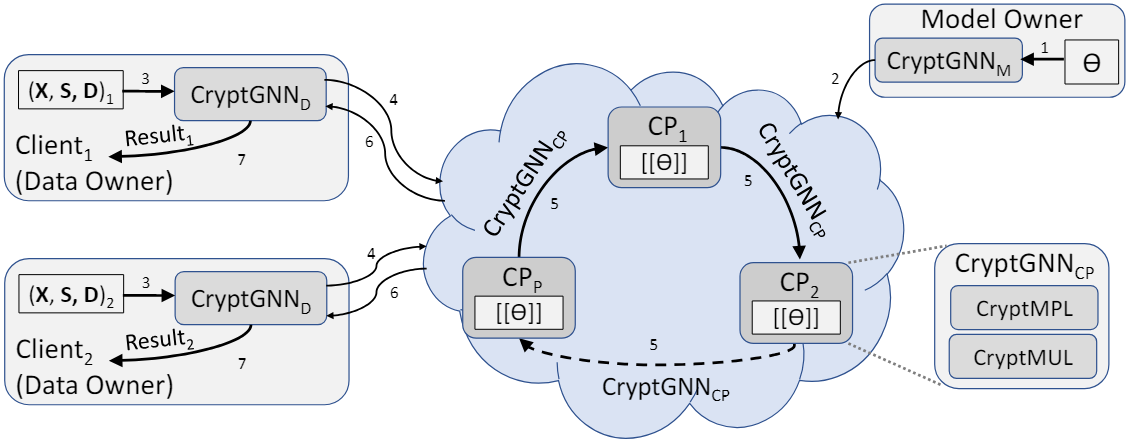 Model Owner
CryptGNN_M
1
Ɵ
2
(X, S, D)_1
3
CryptGNN_D
4
6
Result_1
7
Client_1
(Data Owner)
(X, S, D)_2
3
CryptGNN_D
4
6
Result_2
7
Client_2
(Data Owner)
CP_1
[[Ɵ]]
CryptGNN_CP
5
CryptGNN_CP
5
CP_P
[[Ɵ]]
CP_2
[[Ɵ]]
5
CryptGNN_CP
CryptGNN_CP
CryptMPL
CryptMUL